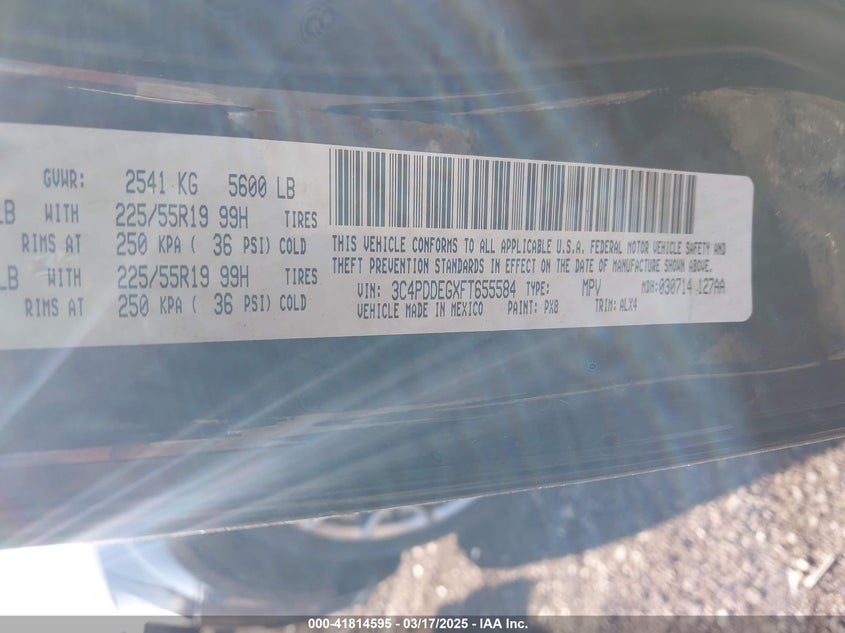 GVWR: 2541 KG 5600 LB
LB WITH 225/55R19 99H TIRES
RIMS AT 250 KPA ( 36 PSI) COLD
LB WITH 225/55R19 99H TIRES
RIMS AT 250 KPA ( 36 PSI) COLD
THIS VEHICLE CONFORMS TO ALL APPLICABLE U.S.A. FEDERAL MOTOR VEHICLE SAFETY AND
THEFT PREVENTION STANDARDS IN EFFECT ON THE DATE OF MANUFACTURE SHOWN ABOVE.
VIN: 3C4PDDEGXFT655584 TYPE: MPV MDH:030714 127AA
VEHICLE MADE IN MEXICO PAINT: PX8 TRIM: ALX4
000-41814595 - 03/17/2025 - IAA Inc.